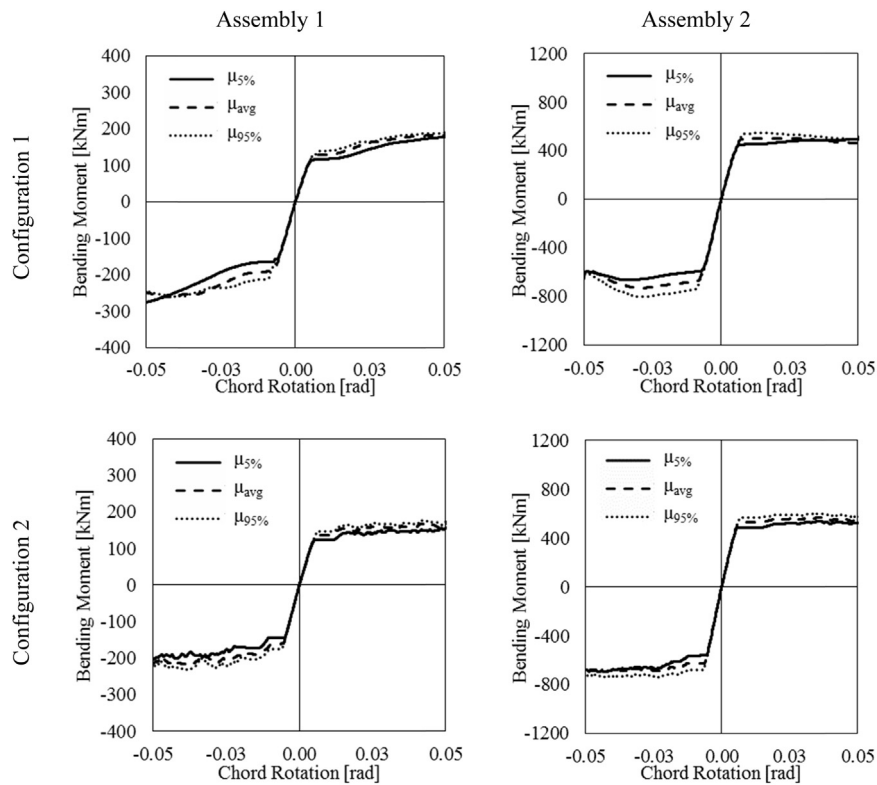 Assembly 1
Assembly 2
Configuration 1
Bending Moment [kNm]
400
300
200
100
0
-100
-200
-300
-400
μ5%
μavg
μ95%
-0.05 -0.03 0.00 0.03 0.05
Chord Rotation [rad]
Bending Moment [kNm]
1200
800
400
0
-400
-800
-1200
μ5%
μavg
μ95%
-0.05 -0.03 0.00 0.03 0.05
Chord Rotation [rad]
Configuration 2
Bending Moment [kNm]
400
300
200
100
0
-100
-200
-300
-400
μ5%
μavg
μ95%
-0.05 -0.03 0.00 0.03 0.05
Chord Rotation [rad]
Bending Moment [kNm]
1200
800
400
0
-400
-800
-1200
μ5%
μavg
μ95%
-0.05 -0.03 0.00 0.03 0.05
Chord Rotation [rad]